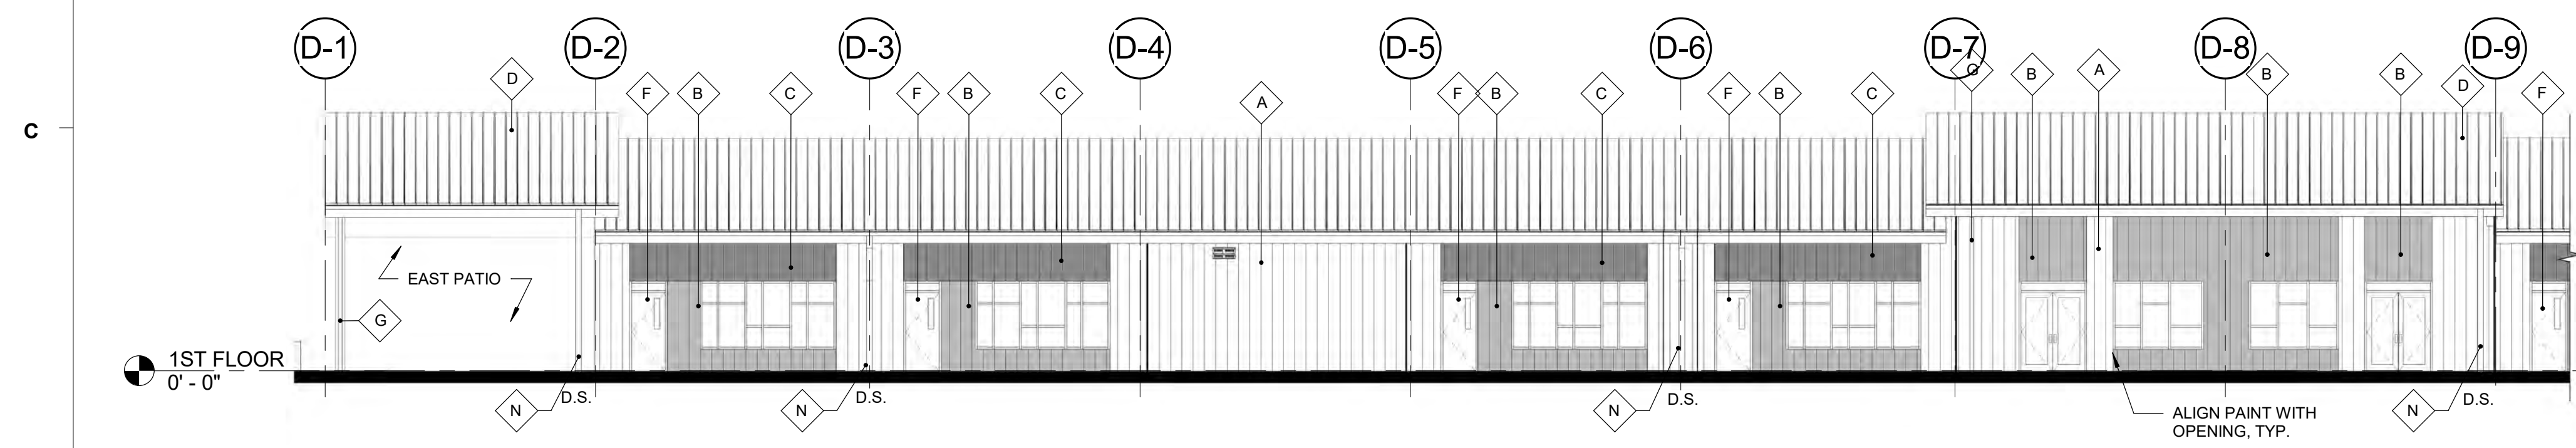 D-1 D-2 D-3 D-4 D-5 D-6 D-7 D-8 D-9
D F B C F B C A F B C F B C G B A B B D F
C
EAST PATIO
G
1ST FLOOR
0' - 0"
D.S. D.S. D.S. D.S.
N N N N
ALIGN PAINT WITH
OPENING, TYP.